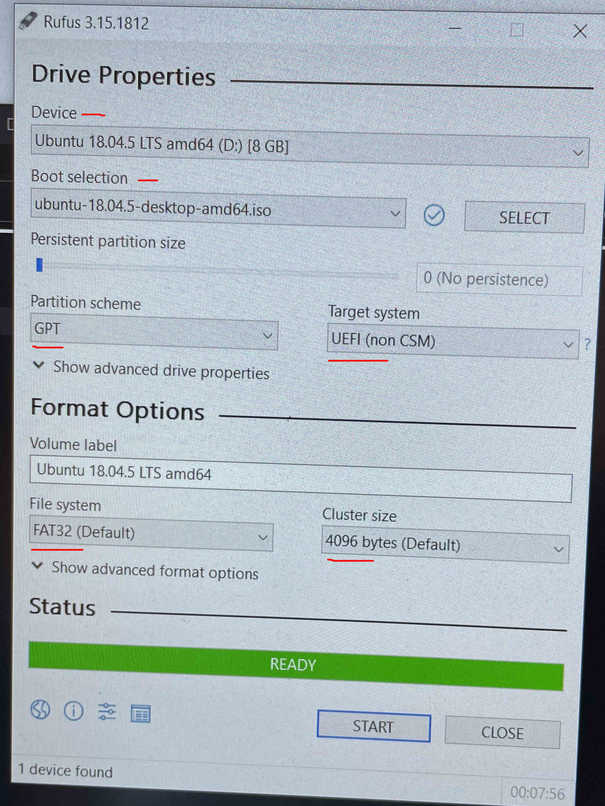 Rufus 3.15.1812
Drive Properties
Device
Ubuntu 18.04.5 LTS amd64 (D:) [8 GB]
Boot selection
ubuntu-18.04.5-desktop-amd64.iso
SELECT
Persistent partition size
0 (No persistence)
Partition scheme
Target system
GPT
UEFI (non CSM)
?
Show advanced drive properties
Format Options
Volume label
Ubuntu 18.04.5 LTS amd64
File system
Cluster size
FAT32 (Default)
4096 bytes (Default)
Show advanced format options
Status
READY
START
CLOSE
1 device found
00:07:56